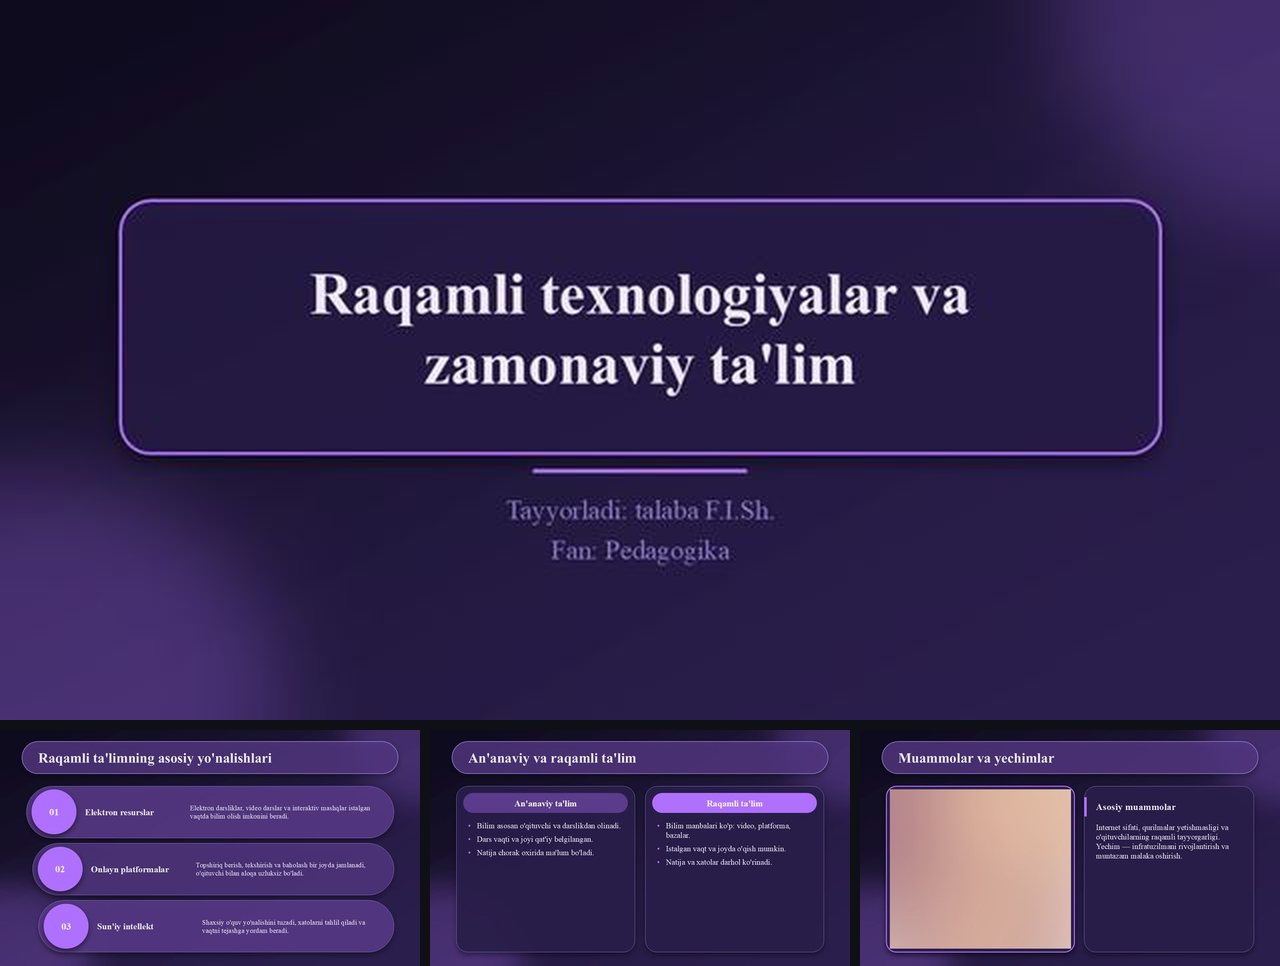 Raqamli texnologiyalar va
zamonaviy ta'lim
Tayyorladi: talaba F.I.Sh.
Fan: Pedagogika
Raqamli ta'limning asosiy yo'nalishlari
01
Elektron resurslar
Elektron darsliklar, video darslar va interaktiv mashqlar istalgan
vaqtda bilim olish imkonini beradi.
02
Onlayn platformalar
Topshiriq berish, tekshirish va baholash bir joyda jamlanadi,
o'qituvchi bilan aloqa uzluksiz bo'ladi.
03
Sun'iy intellekt
Shaxsiy o'quv yo'nalishini tuzadi, xatolarni tahlil qiladi va
vaqtni tejashga yordam beradi.
An'anaviy va raqamli ta'lim
An'anaviy ta'lim
• Bilim asosan o'qituvchi va darslikdan olinadi.
• Dars vaqti va joyi qat'iy belgilangan.
• Natija chorak oxirida ma'lum bo'ladi.
Raqamli ta'lim
• Bilim manbalari ko'p: video, platforma,
bazalar.
• Istalgan vaqt va joyda o'qish mumkin.
• Natija va xatolar darhol ko'rinadi.
Muammolar va yechimlar
Asosiy muammolar
Internet sifati, qurilmalar yetishmasligi va
o'qituvchilarning raqamli tayyorgarligi.
Yechim — infratuzilmani rivojlantirish va
muntazam malaka oshirish.